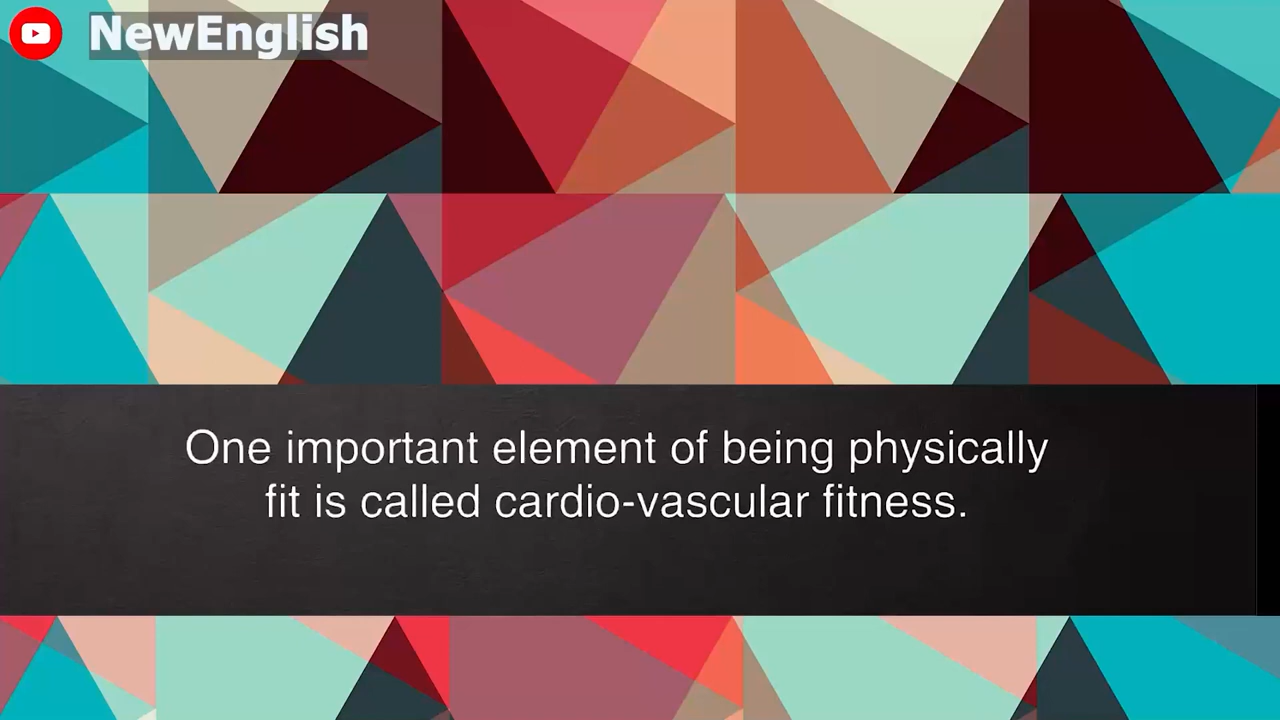 NewEnglish
One important element of being physically
fit is called cardio-vascular fitness.